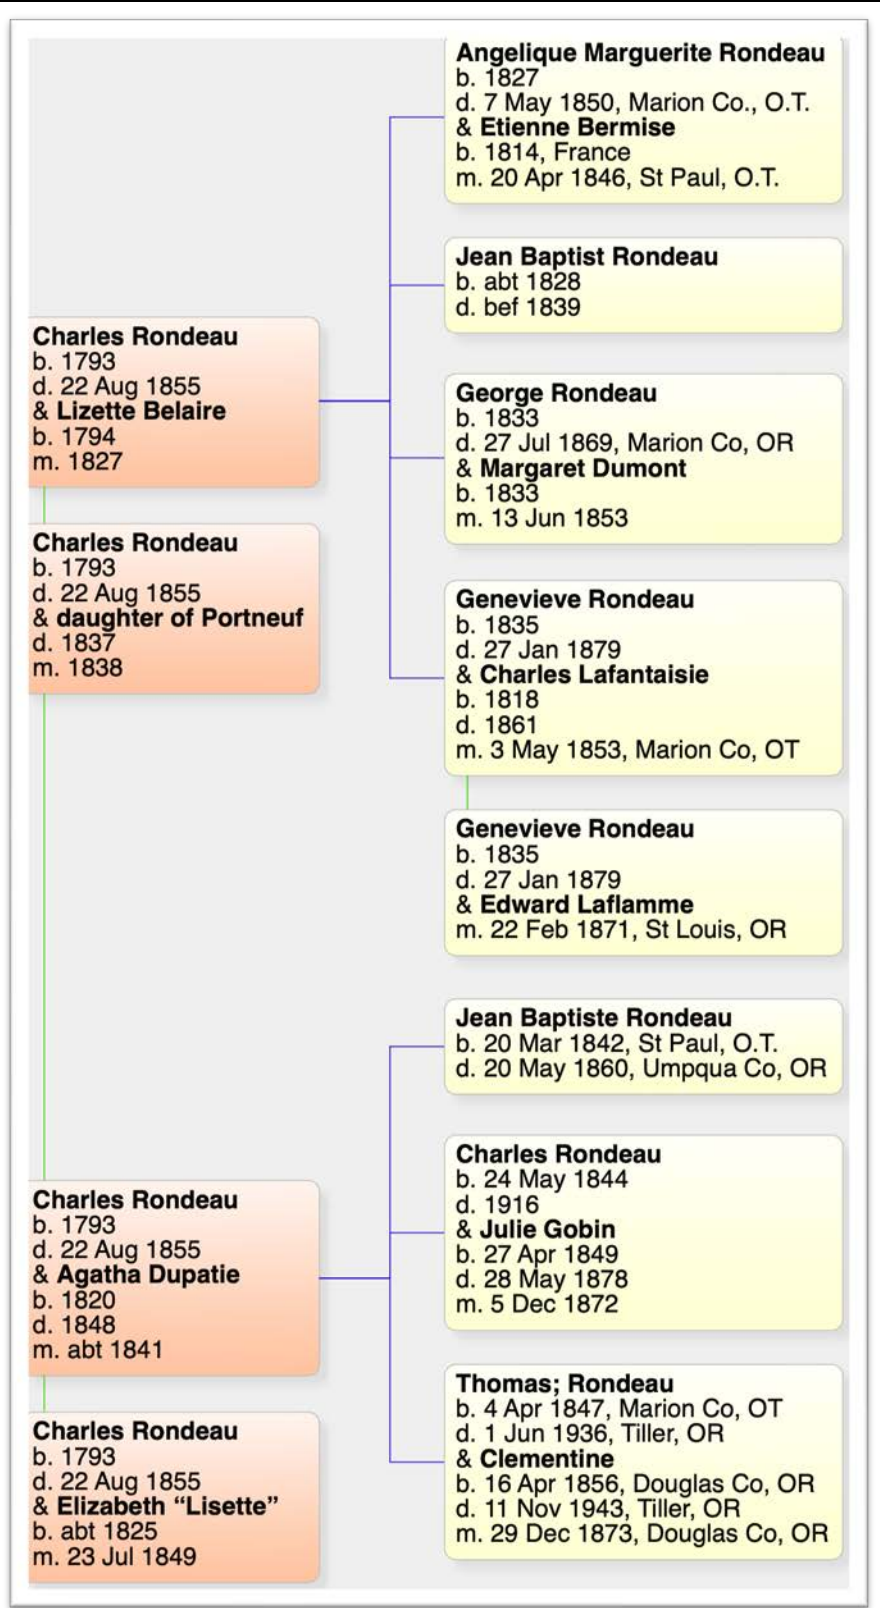 Charles Rondeau
b. 1793
d. 22 Aug 1855
& Lizette Belaire
b. 1794
m. 1827
Angelique Marguerite Rondeau
b. 1827
d. 7 May 1850, Marion Co., O.T.
& Etienne Bermise
b. 1814, France
m. 20 Apr 1846, St Paul, O.T.
Jean Baptist Rondeau
b. abt 1828
d. bef 1839
George Rondeau
b. 1833
d. 27 Jul 1869, Marion Co, OR
& Margaret Dumont
b. 1833
m. 13 Jun 1853
Genevieve Rondeau
b. 1835
d. 27 Jan 1879
& Charles Lafantaisie
b. 1818
d. 1861
m. 3 May 1853, Marion Co, OT
Genevieve Rondeau
b. 1835
d. 27 Jan 1879
& Edward Laflamme
m. 22 Feb 1871, St Louis, OR
Charles Rondeau
b. 1793
d. 22 Aug 1855
& daughter of Portneuf
d. 1837
m. 1838
Charles Rondeau
b. 1793
d. 22 Aug 1855
& Agatha Dupatie
b. 1820
d. 1848
m. abt 1841
Jean Baptiste Rondeau
b. 20 Mar 1842, St Paul, O.T.
d. 20 May 1860, Umpqua Co, OR
Charles Rondeau
b. 24 May 1844
d. 1916
& Julie Gobin
b. 27 Apr 1849
d. 28 May 1878
m. 5 Dec 1872
Thomas; Rondeau
b. 4 Apr 1847, Marion Co, OT
d. 1 Jun 1936, Tiller, OR
& Clementine
b. 16 Apr 1856, Douglas Co, OR
d. 11 Nov 1943, Tiller, OR
m. 29 Dec 1873, Douglas Co, OR
Charles Rondeau
b. 1793
d. 22 Aug 1855
& Elizabeth “Lisette”
b. abt 1825
m. 23 Jul 1849